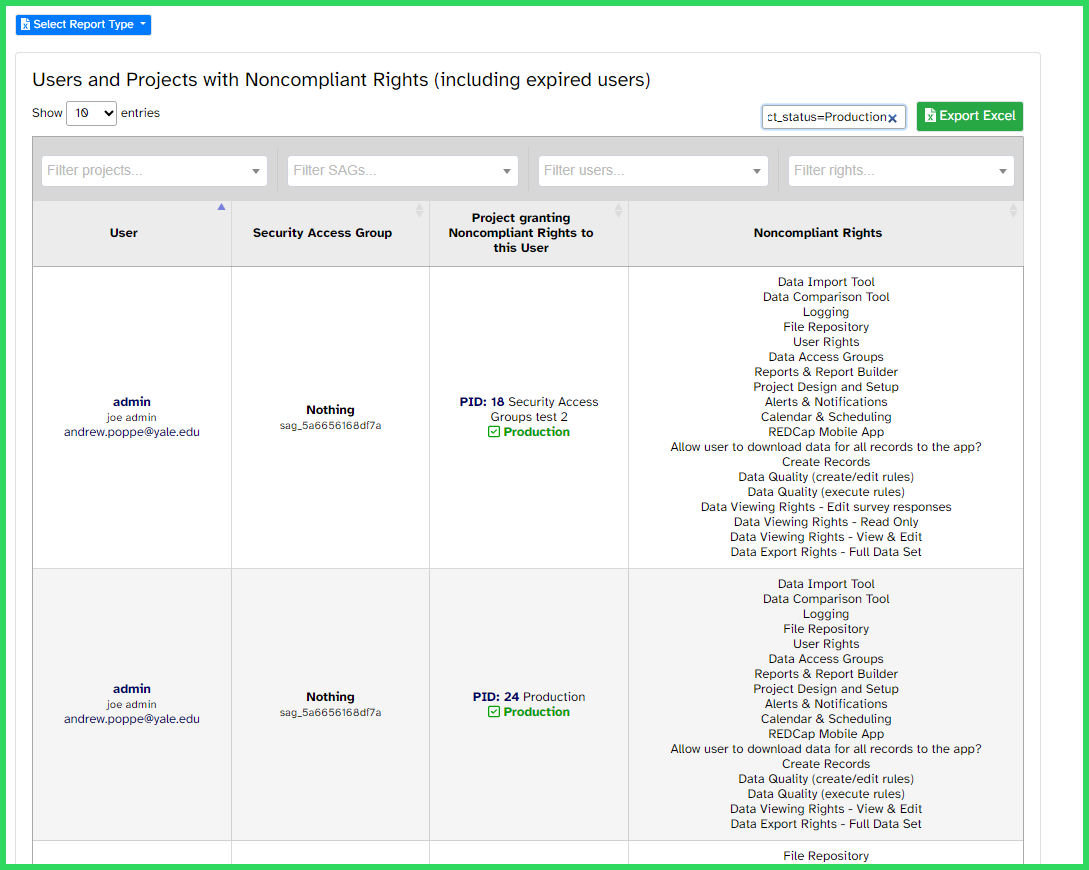 Select Report Type
Users and Projects with Noncompliant Rights (including expired users)
Show 10 entries
ct_status=Production
Export Excel
Filter projects...
Filter SAGs...
Filter users...
Filter rights...
User
Security Access Group
Project granting
Noncompliant Rights to
this User
Noncompliant Rights
admin
joe admin
andrew.poppe@yale.edu
Nothing
sag_5a6656168df7a
PID: 18 Security Access
Groups test 2
Production
Data Import Tool
Data Comparison Tool
Logging
File Repository
User Rights
Data Access Groups
Reports & Report Builder
Project Design and Setup
Alerts & Notifications
Calendar & Scheduling
REDCap Mobile App
Allow user to download data for all records to the app?
Create Records
Data Quality (create/edit rules)
Data Quality (execute rules)
Data Viewing Rights - Edit survey responses
Data Viewing Rights - Read Only
Data Viewing Rights - View & Edit
Data Export Rights - Full Data Set
admin
joe admin
andrew.poppe@yale.edu
Nothing
sag_5a6656168df7a
PID: 24 Production
Production
Data Import Tool
Data Comparison Tool
Logging
File Repository
User Rights
Data Access Groups
Reports & Report Builder
Project Design and Setup
Alerts & Notifications
Calendar & Scheduling
REDCap Mobile App
Allow user to download data for all records to the app?
Create Records
Data Quality (create/edit rules)
Data Quality (execute rules)
Data Viewing Rights - View & Edit
Data Export Rights - Full Data Set
File Repository